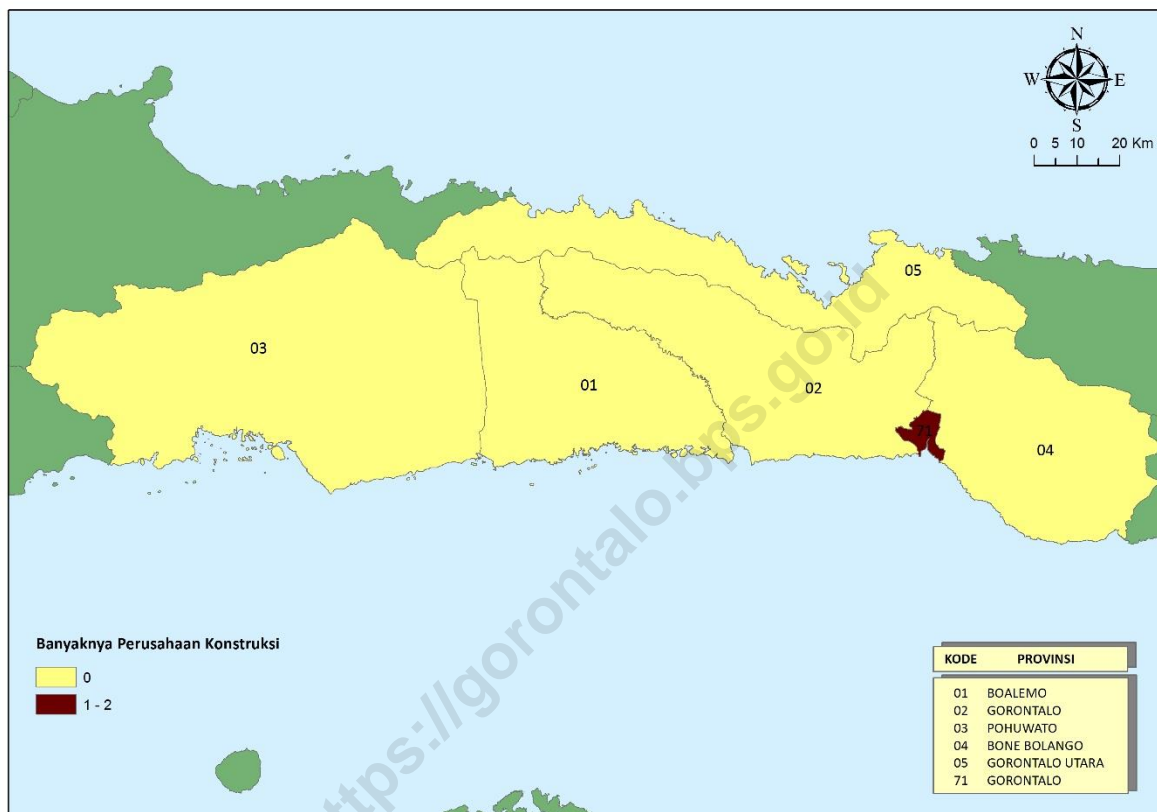 N
W E
S
0 5 10 20 Km
05
03
01
02
71
04
https://gorontalo.bps.go.id
Banyaknya Perusahaan Konstruksi
0
1 - 2
KODE PROVINSI
01 BOALEMO
02 GORONTALO
03 POHUWATO
04 BONE BOLANGO
05 GORONTALO UTARA
71 GORONTALO